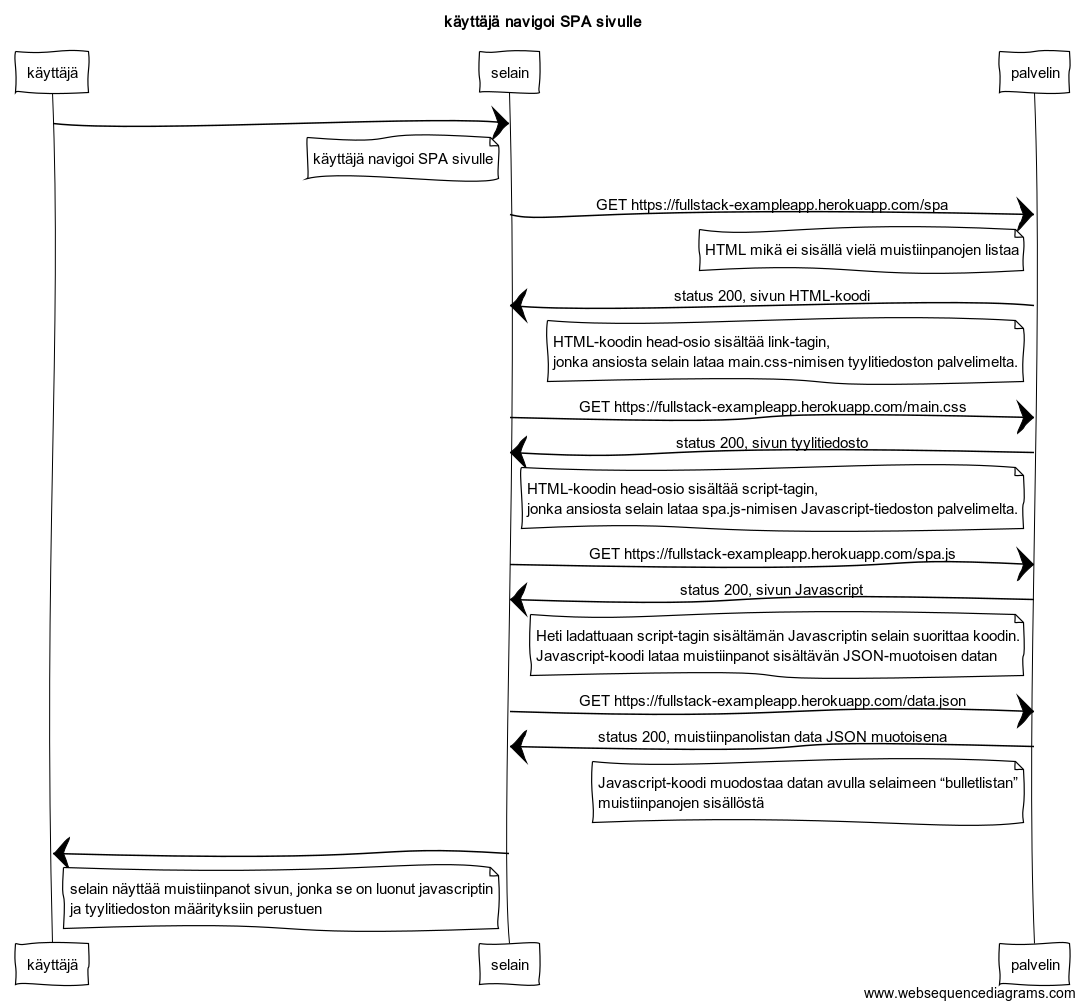 käyttäjä navigoi SPA sivulle
käyttäjä
selain
palvelin
käyttäjä navigoi SPA sivulle
GET https://fullstack-exampleapp.herokuapp.com/spa
HTML mikä ei sisällä vielä muistiinpanojen listaa
status 200, sivun HTML-koodi
HTML-koodin head-osio sisältää link-tagin,
jonka ansiosta selain lataa main.css-nimisen tyylitiedoston palvelimelta.
GET https://fullstack-exampleapp.herokuapp.com/main.css
status 200, sivun tyylitiedosto
HTML-koodin head-osio sisältää script-tagin,
jonka ansiosta selain lataa spa.js-nimisen Javascript-tiedoston palvelimelta.
GET https://fullstack-exampleapp.herokuapp.com/spa.js
status 200, sivun Javascript
Heti ladattuaan script-tagin sisältämän Javascriptin selain suorittaa koodin.
Javascript-koodi lataa muistiinpanot sisältävän JSON-muotoisen datan
GET https://fullstack-exampleapp.herokuapp.com/data.json
status 200, muistiinpanolistan data JSON muotoisena
Javascript-koodi muodostaa datan avulla selaimeen “bulletlistan”
muistiinpanojen sisällöstä
selain näyttää muistiinpanot sivun, jonka se on luonut javascriptin
ja tyylitiedoston määrityksiin perustuen
käyttäjä
selain
palvelin
www.websequencediagrams.com